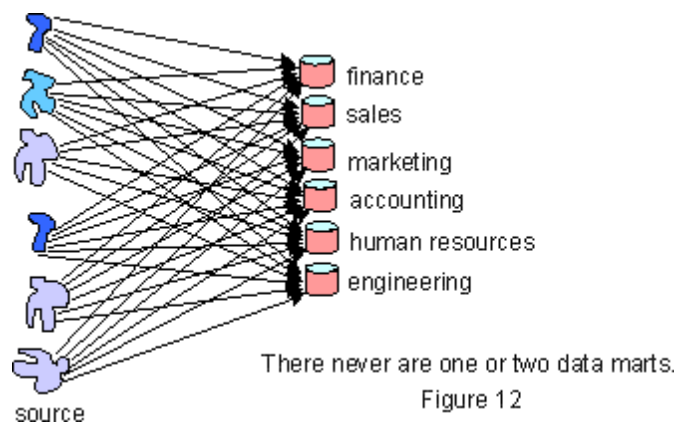 finance
sales
marketing
accounting
human resources
engineering
There never are one or two data marts.
Figure 12
source